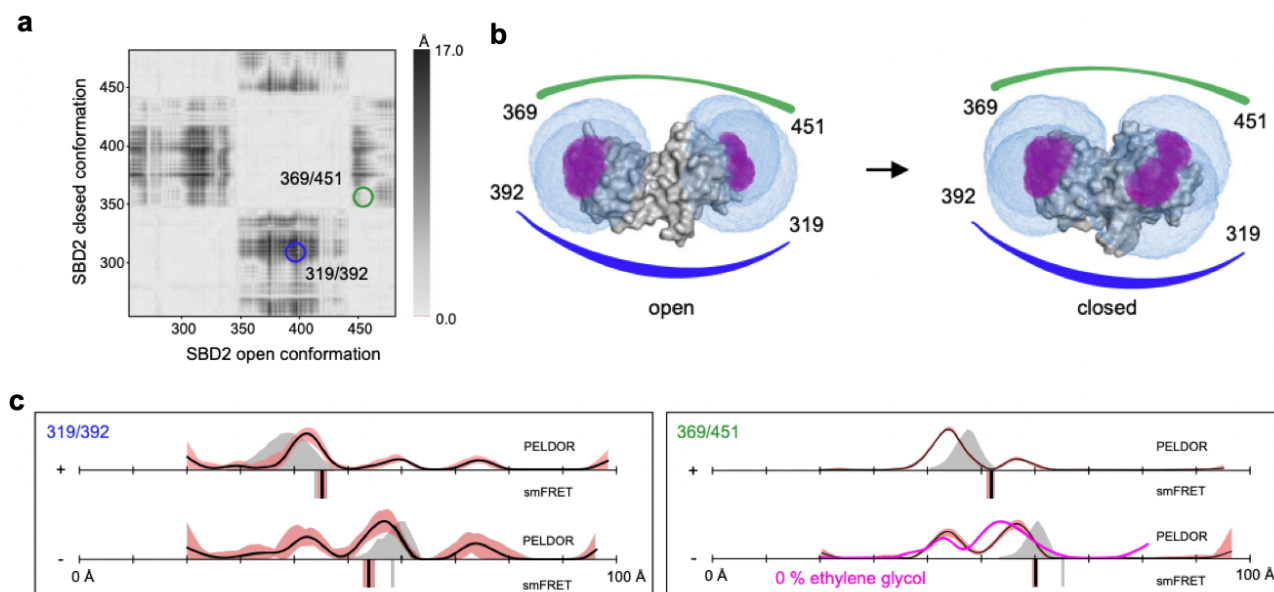 a
Å
17.0
SBD2 closed conformation
450
400
350
300
369/451
319/392
0.0
300
350
400
450
SBD2 open conformation
b
369
451
392
319
open
369
451
392
319
closed
c
319/392
PELDOR
+
smFRET
PELDOR
-
0 Å
smFRET
100 Å
369/451
PELDOR
+
smFRET
PELDOR
-
0 Å
0 % ethylene glycol
smFRET
100 Å